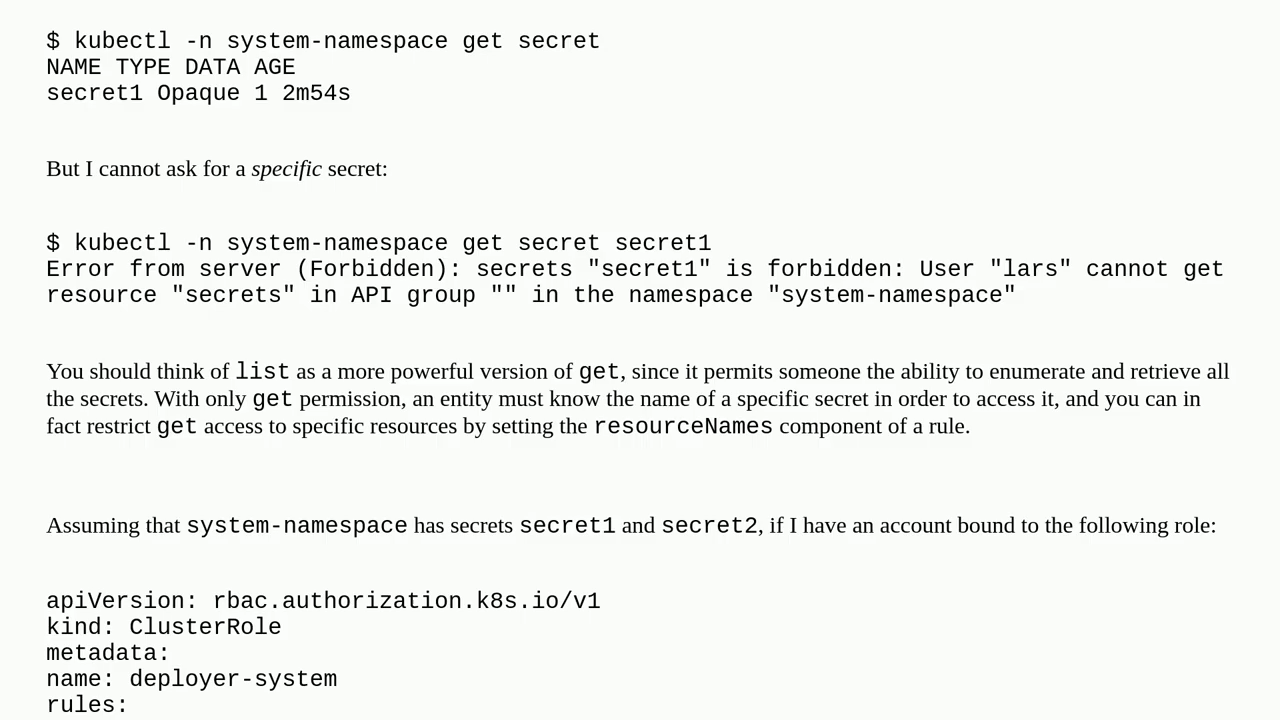 $ kubectl -n system-namespace get secret
NAME TYPE DATA AGE
secret1 Opaque 1 2m54s
But I cannot ask for a specific secret:
$ kubectl -n system-namespace get secret secret1
Error from server (Forbidden): secrets "secret1" is forbidden: User "lars" cannot get
resource "secrets" in API group "" in the namespace "system-namespace"
You should think of list as a more powerful version of get, since it permits someone the ability to enumerate and retrieve all
the secrets. With only get permission, an entity must know the name of a specific secret in order to access it, and you can in
fact restrict get access to specific resources by setting the resourceNames component of a rule.
Assuming that system-namespace has secrets secret1 and secret2, if I have an account bound to the following role:
apiVersion: rbac.authorization.k8s.io/v1
kind: ClusterRole
metadata:
name: deployer-system
rules: